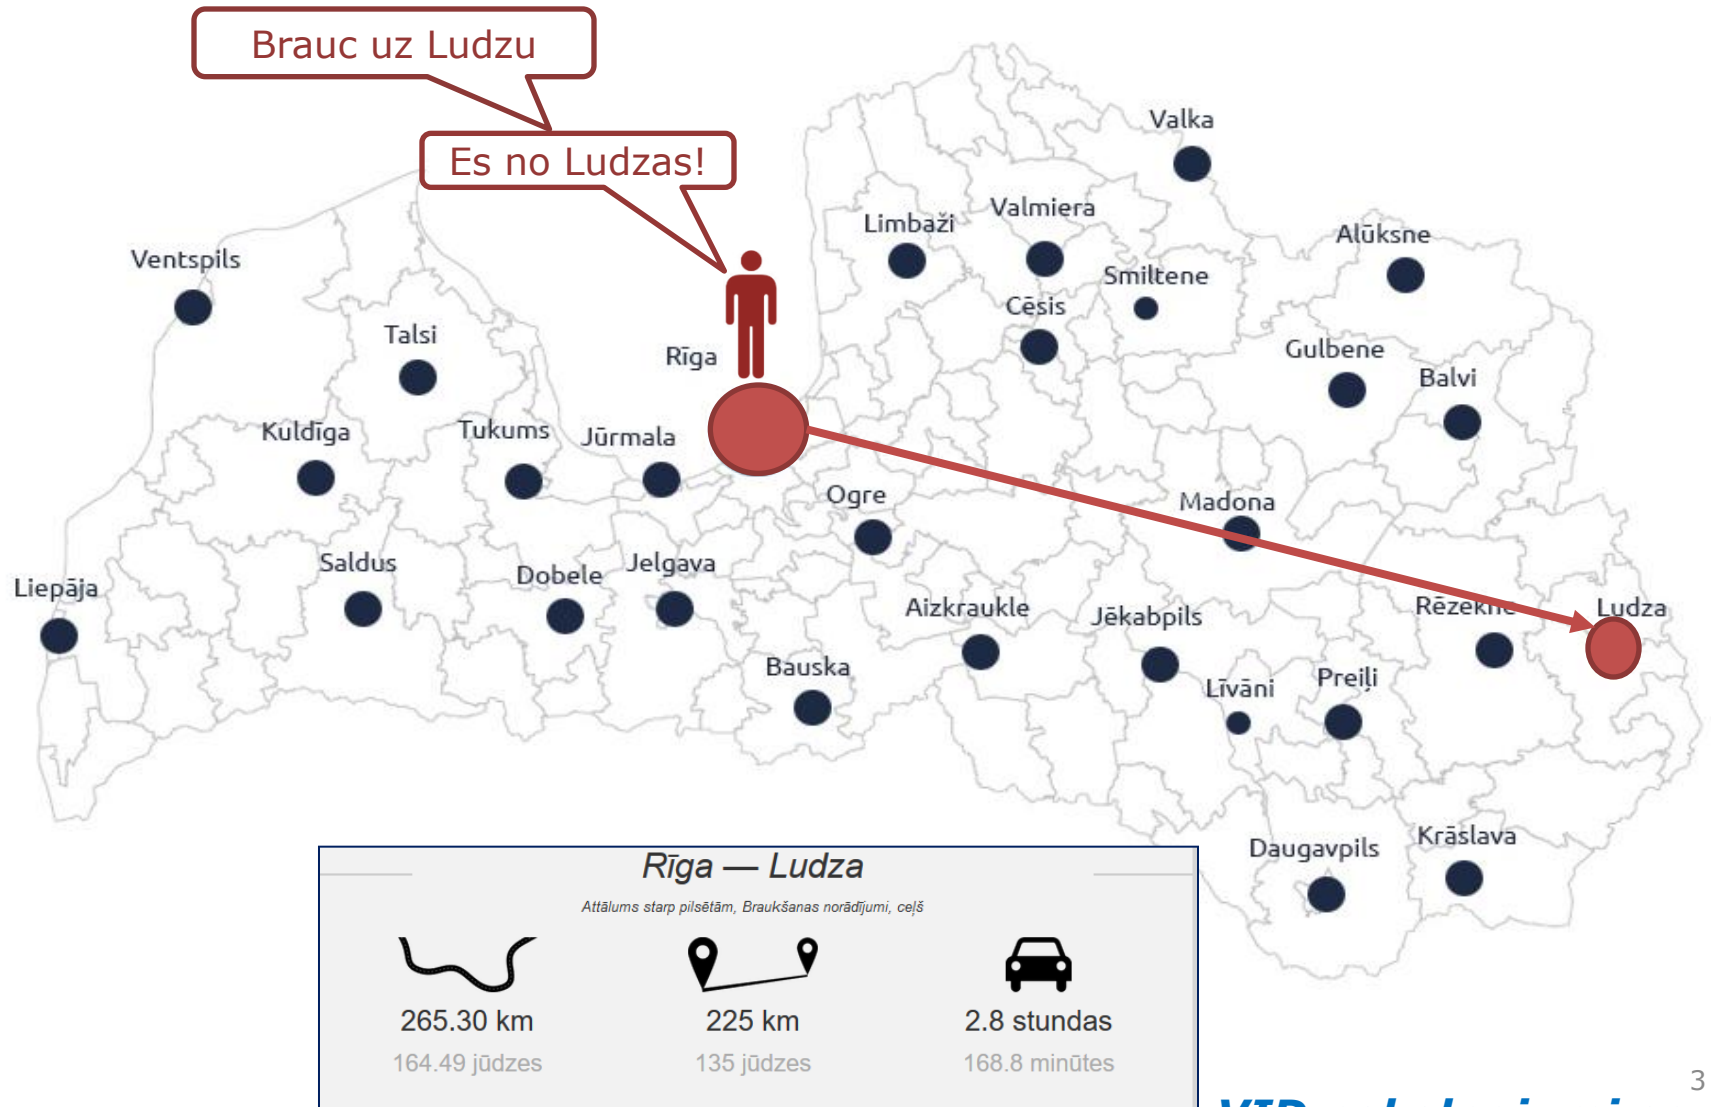 Brauc uz Ludzu
Es no Ludzas!
Valka
Limbaži
Valmiera
Alūksne
Ventspils
Smiltene
Cēsis
Talsi
Rīga
Gulbene
Balvi
Kuldīga
Tukums
Jūrmala
Ogre
Madona
Saldus
Dobele
Jelgava
Liepāja
Aizkraukle
Jēkabpils
Rēzekne
Ludza
Bauska
Līvāni
Preiļi
Daugavpils
Krāslava
Rīga — Ludza
Attālums starp pilsētām, Braukšanas norādījumi, ceļš
265.30 km
225 km
2.8 stundas
164.49 jūdzes
135 jūdzes
168.8 minūtes
3